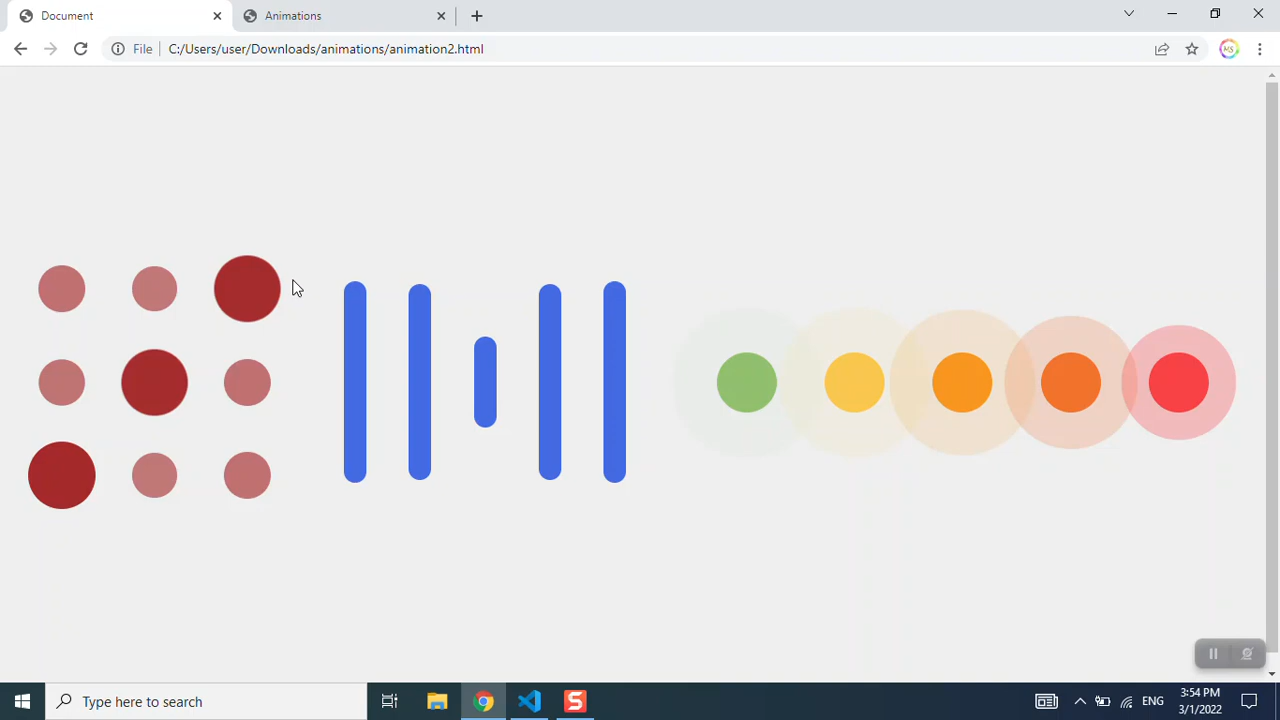 Document
Animations
File
C:/Users/user/Downloads/animations/animation2.html
MS
Type here to search
S
ENG
3:54 PM
3/1/2022